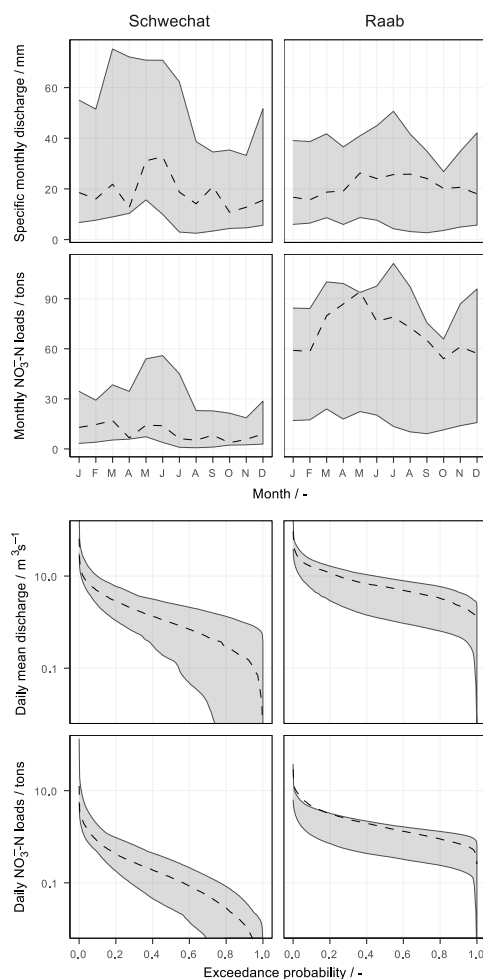 Schwechat Raab
Specific monthly discharge / mm
60
40
20
0
Monthly NO₃⁻-N loads / tons
90
60
30
0
J F M A M J J A S O N D J F M A M J J A S O N D
Month / -
Daily mean discharge / m³s⁻¹
10.0
0.1
Daily NO₃⁻-N loads / tons
10.0
0.1
0.0 0.2 0.4 0.6 0.8 1.0 0.0 0.2 0.4 0.6 0.8 1.0
Exceedance probability / -